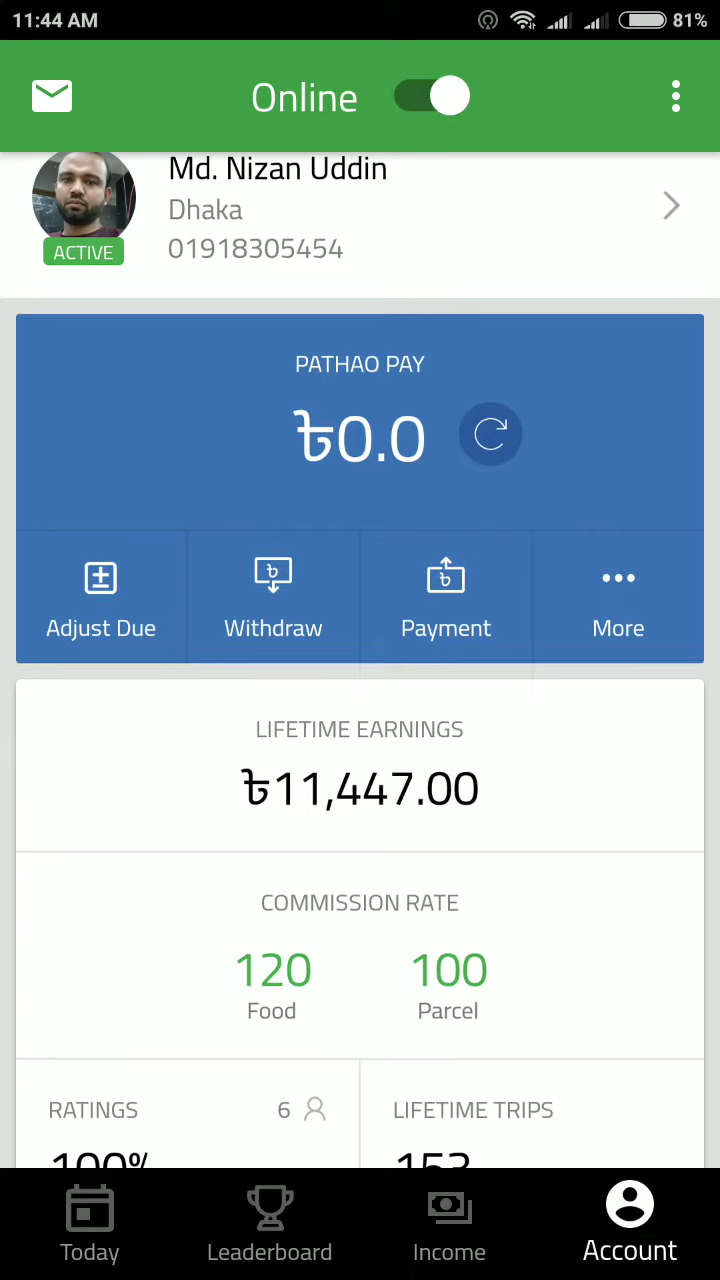 11:44 AM 81%
Online
Md. Nizan Uddin
Dhaka
01918305454
ACTIVE
PATHAO PAY
৳0.0
Adjust Due Withdraw Payment More
LIFETIME EARNINGS
৳11,447.00
COMMISSION RATE
120 100
Food Parcel
RATINGS 6 LIFETIME TRIPS
100% 153
Today Leaderboard Income Account